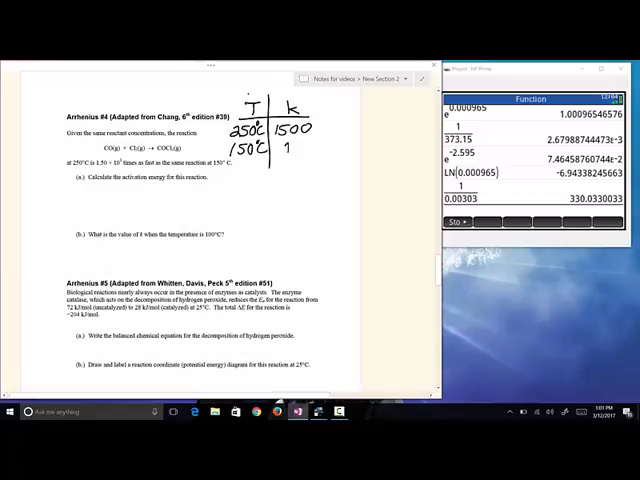 Notes for videos > New Section 2
Arrhenius #4 (Adapted from Chang, 6th edition #39)
T k
250°C 1500
150°C 1
Given the same reactant concentrations, the reaction
CO(g) + Cl₂(g) → COCl₂(g)
at 250°C is 1.50 × 10³ times as fast as the same reaction at 150° C.
(a.) Calculate the activation energy for this reaction.
(b.) What is the value of k when the temperature is 100°C?
Arrhenius #5 (Adapted from Whitten, Davis, Peck 5th edition #51)
Biological reactions nearly always occur in the presence of enzymes as catalysts. The enzyme
catalase, which acts on the decomposition of hydrogen peroxide, reduces the Eₐ for the reaction from
72 kJ/mol (uncatalyzed) to 28 kJ/mol (catalyzed) at 25°C. The total ΔE for the reaction is
−204 kJ/mol.
(a.) Write the balanced chemical equation for the decomposition of hydrogen peroxide.
(b.) Draw and label a reaction coordinate (potential energy) diagram for this reaction at 25°C.
Function
0.000965
e
1.00096546576
1
373.15
2.67988744473E-3
-2.595
e
7.46458760744E-2
LN(0.000965)
-6.94338245663
1
0.00303
330.0330033
Sto ▸
Ask me anything
1:01 PM
3/12/2017